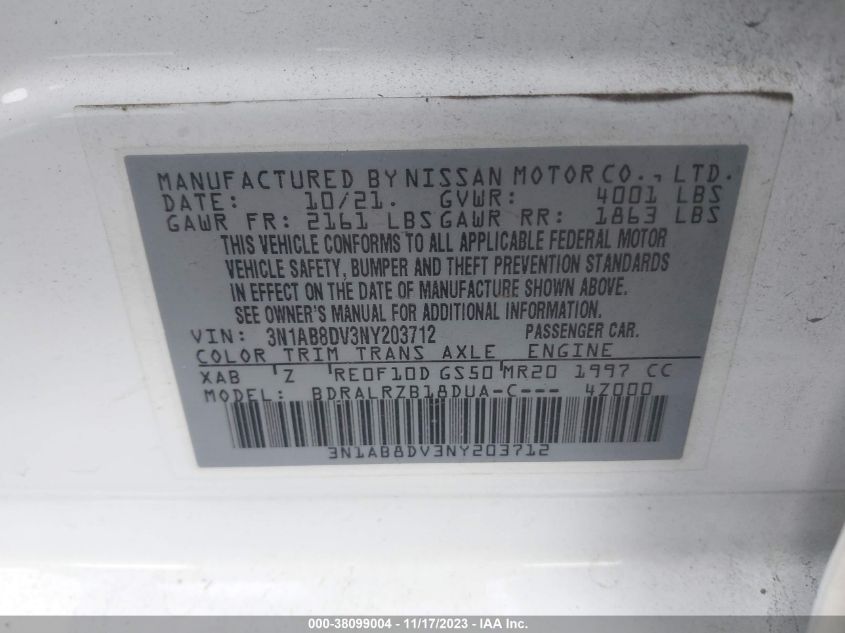 MANUFACTURED BY NISSAN MOTOR CO., LTD.
DATE: 10/21. GVWR: 4001 LBS
GAWR FR: 2161 LBS GAWR RR: 1863 LBS
THIS VEHICLE CONFORMS TO ALL APPLICABLE FEDERAL MOTOR
VEHICLE SAFETY, BUMPER AND THEFT PREVENTION STANDARDS
IN EFFECT ON THE DATE OF MANUFACTURE SHOWN ABOVE.
SEE OWNER'S MANUAL FOR ADDITIONAL INFORMATION.
VIN: 3N1AB8DV3NY203712 PASSENGER CAR.
COLOR TRIM TRANS AXLE ENGINE
XAB Z RE0F10D GS50 MR20 1997 CC
MODEL: BDRALRZB18DUA-C--- 4Z000
3N1AB8DV3NY203712
000-38099004 - 11/17/2023 - IAA Inc.